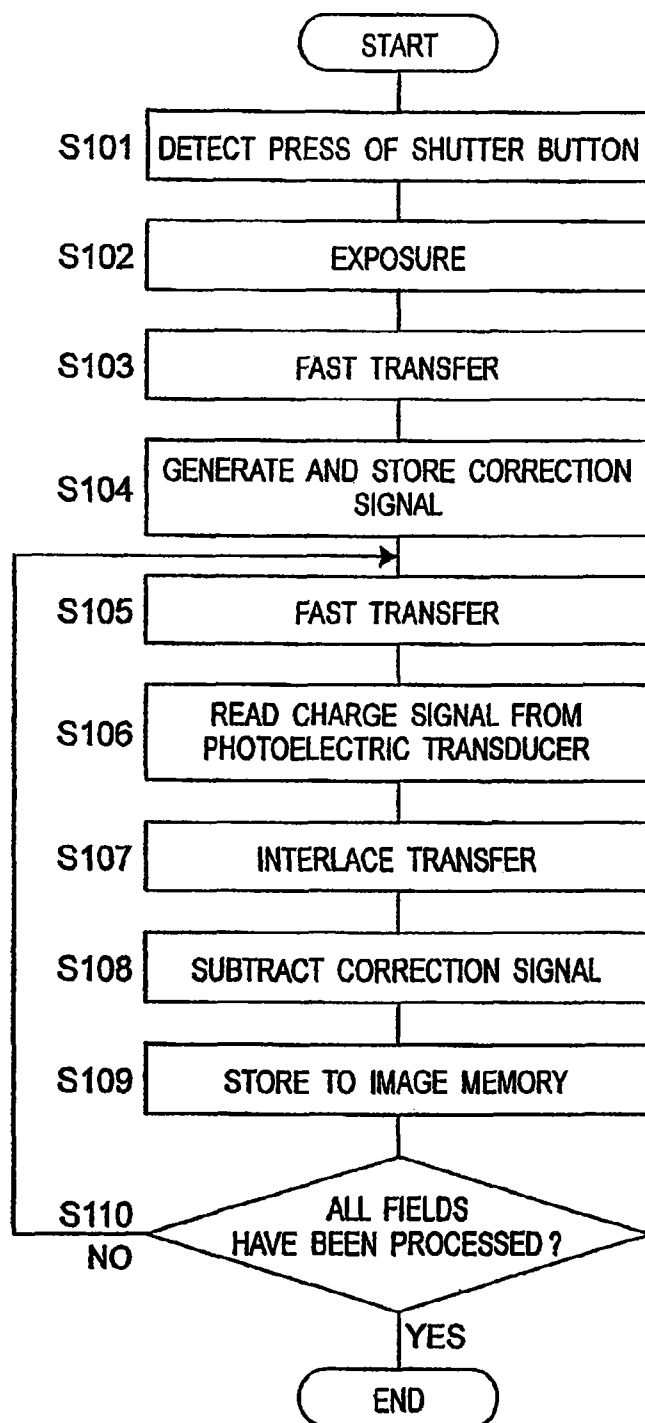 START
S101 DETECT PRESS OF SHUTTER BUTTON
S102 EXPOSURE
S103 FAST TRANSFER
S104 GENERATE AND STORE CORRECTION
SIGNAL
S105 FAST TRANSFER
S106 READ CHARGE SIGNAL FROM
PHOTOELECTRIC TRANSDUCER
S107 INTERLACE TRANSFER
S108 SUBTRACT CORRECTION SIGNAL
S109 STORE TO IMAGE MEMORY
S110 ALL FIELDS
HAVE BEEN PROCESSED?
NO
YES
END